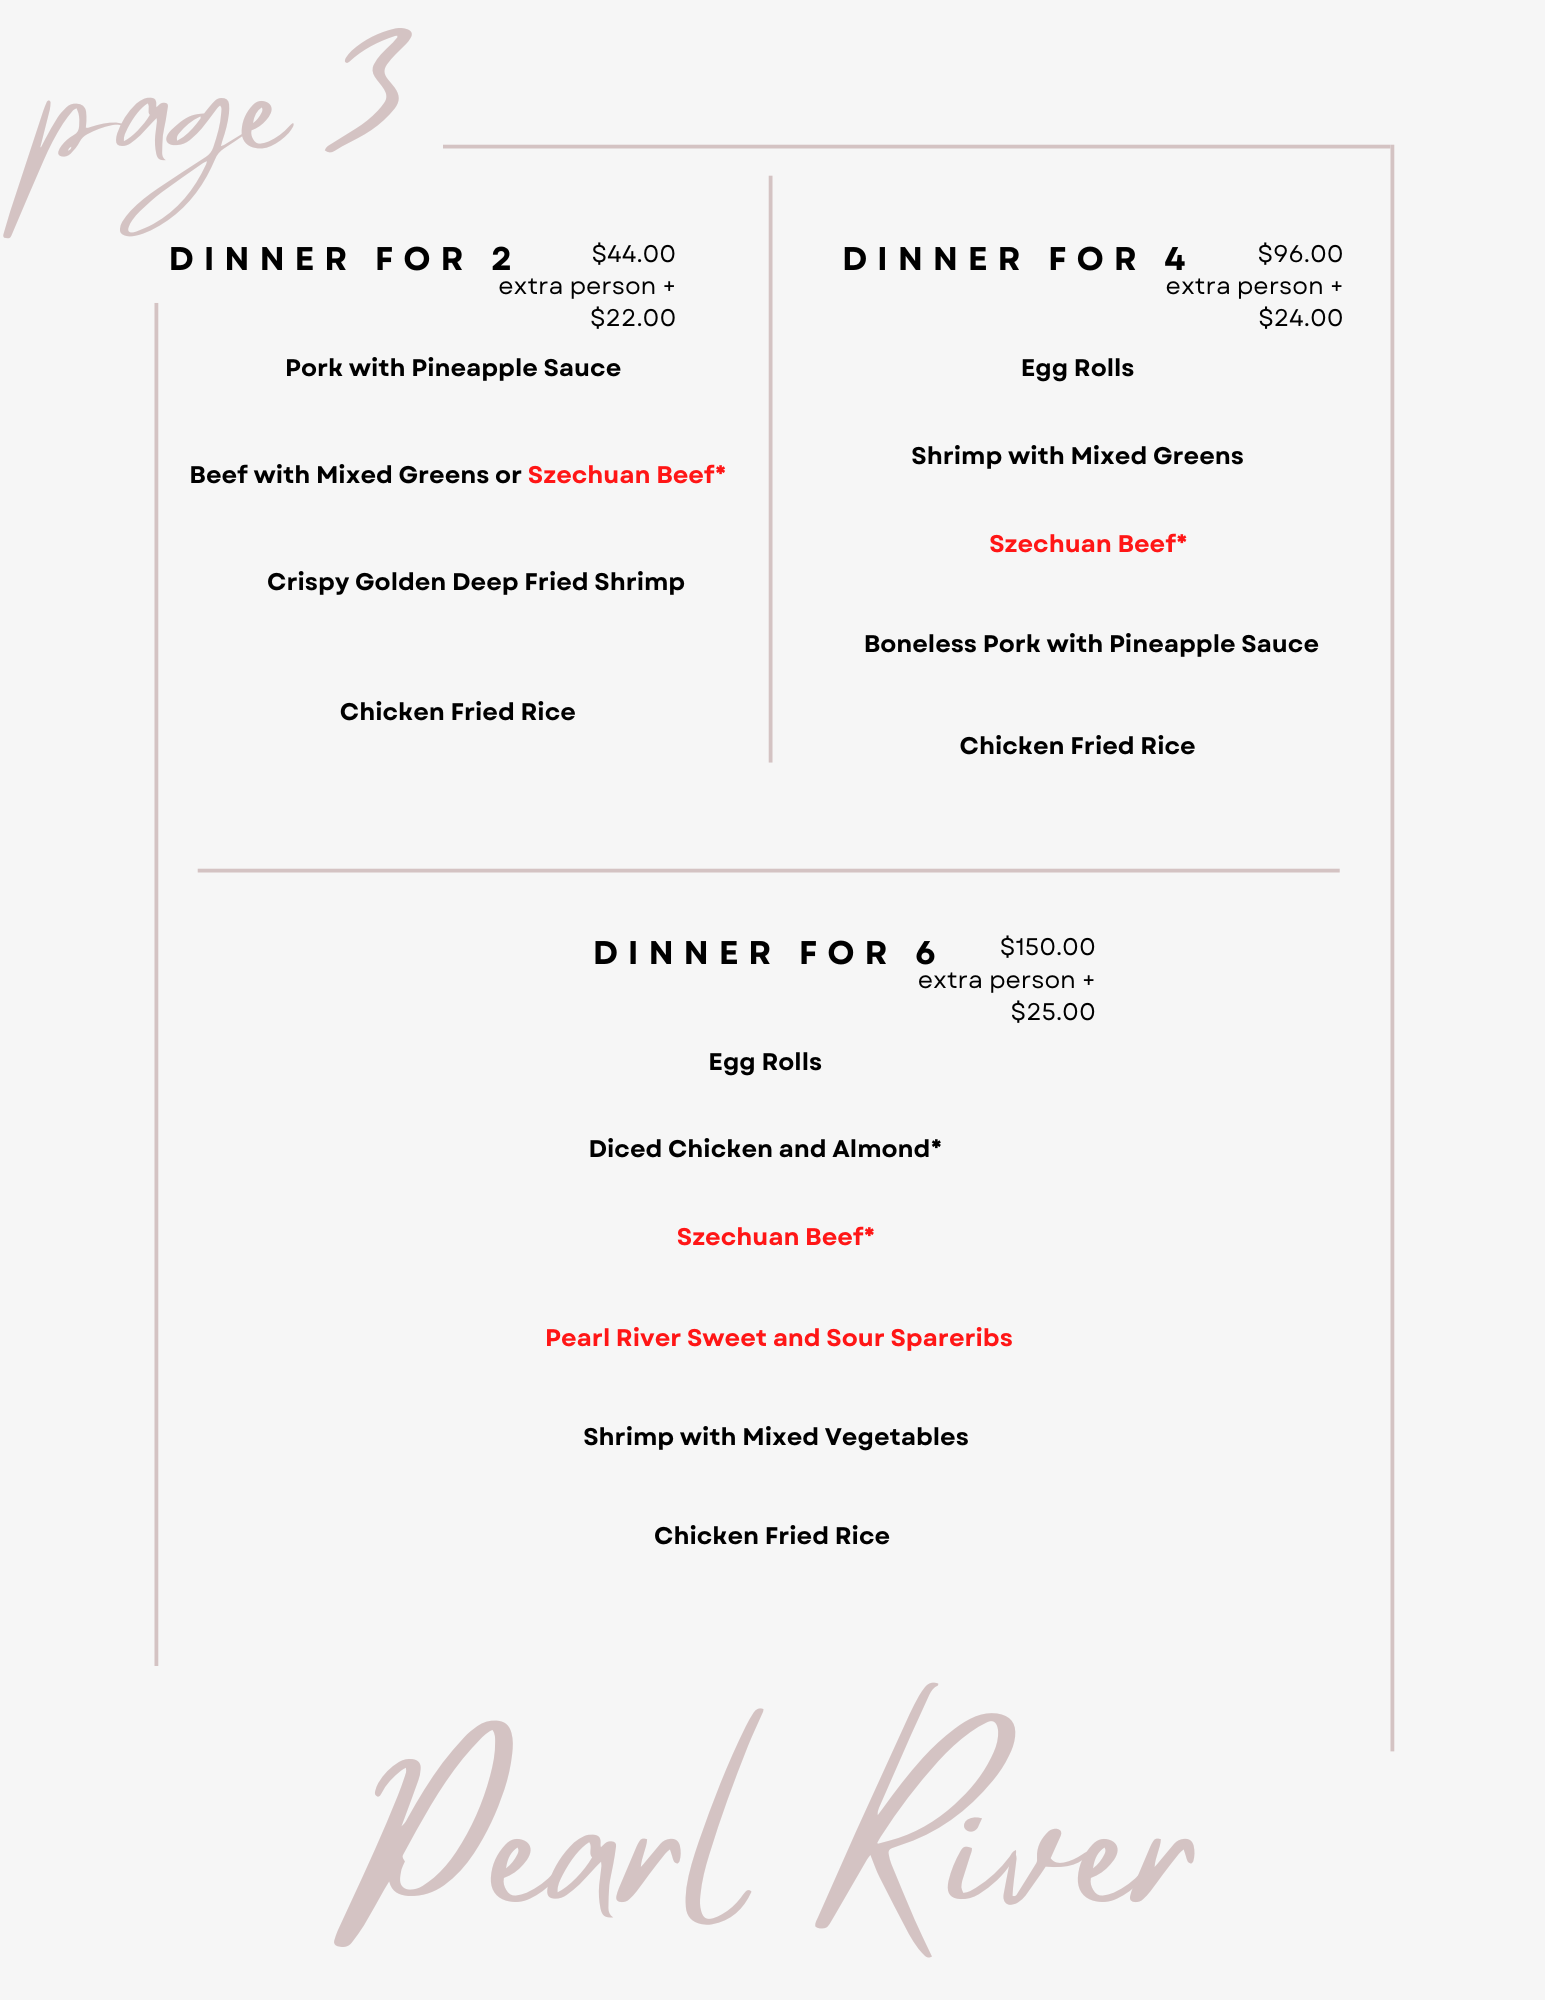 page 3
DINNER FOR 2
$44.00
extra person +
$22.00
Pork with Pineapple Sauce
Beef with Mixed Greens or Szechuan Beef*
Crispy Golden Deep Fried Shrimp
Chicken Fried Rice
DINNER FOR 4
$96.00
extra person +
$24.00
Egg Rolls
Shrimp with Mixed Greens
Szechuan Beef*
Boneless Pork with Pineapple Sauce
Chicken Fried Rice
DINNER FOR 6
$150.00
extra person +
$25.00
Egg Rolls
Diced Chicken and Almond*
Szechuan Beef*
Pearl River Sweet and Sour Spareribs
Shrimp with Mixed Vegetables
Chicken Fried Rice
Pearl River